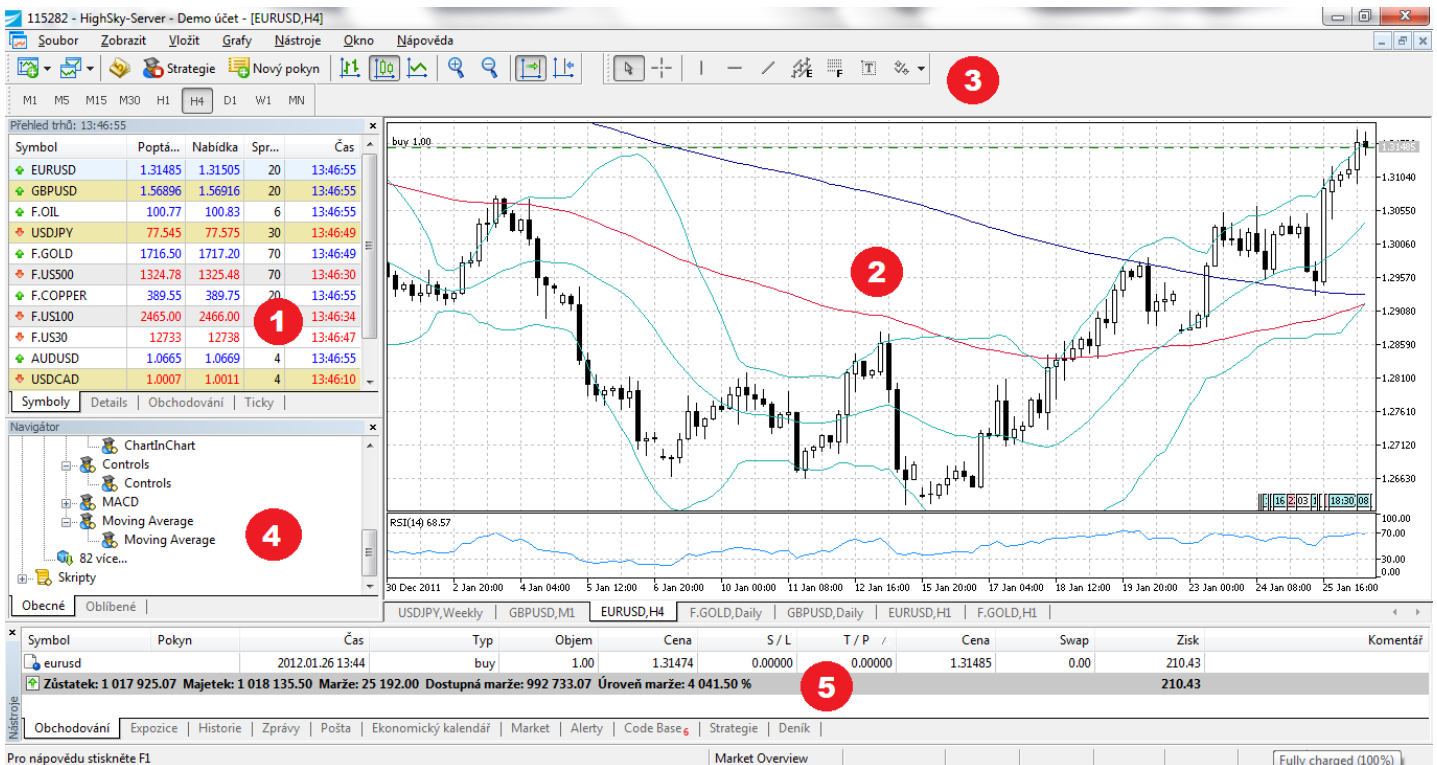 115282 - HighSky-Server - Demo účet - [EURUSD,H4]
Soubor Zobrazit Vložit Grafy Nástroje Okno Nápověda
Strategie Nový pokyn
3
M1 M5 M15 M30 H1 H4 D1 W1 MN
Přehled trhů: 13:46:55
Symbol Poptá... Nabídka Spr... Čas
EURUSD 1.31485 1.31505 20 13:46:55
GBPUSD 1.56896 1.56916 20 13:46:55
F.OIL 100.77 100.83 6 13:46:55
USDJPY 77.545 77.575 30 13:46:49
F.GOLD 1716.50 1717.20 70 13:46:49
F.US500 1324.78 1325.48 70 13:46:30
F.COPPER 389.55 389.75 20 13:46:55
F.US100 2465.00 2466.00 13:46:34
F.US30 12733 12738 13:46:47
AUDUSD 1.0665 1.0669 4 13:46:55
USDCAD 1.0007 1.0011 4 13:46:10
1
Symboly Details Obchodování Ticky
Navigátor
ChartInChart
Controls
Controls
MACD
Moving Average
Moving Average
82 více...
Skripty
4
Obecné Oblíbené
buy 1.00
2
1.31485
1.31040
1.30550
1.30060
1.29570
1.29080
1.28590
1.28100
1.27610
1.27120
1.26630
18:30 08
RSI(14) 68.57
100.00
70.00
30.00
0.00
30 Dec 2011 2 Jan 20:00 4 Jan 04:00 5 Jan 12:00 6 Jan 20:00 10 Jan 00:00 11 Jan 08:00 12 Jan 16:00 15 Jan 20:00 17 Jan 04:00 18 Jan 12:00 19 Jan 20:00 23 Jan 00:00 24 Jan 08:00 25 Jan 16:00
USDJPY,Weekly GBPUSD,M1 EURUSD,H4 F.GOLD,Daily GBPUSD,Daily EURUSD,H1 F.GOLD,H1
Symbol Pokyn Čas Typ Objem Cena S / L T / P Cena Swap Zisk Komentář
eurusd 2012.01.26 13:44 buy 1.00 1.31474 0.00000 0.00000 1.31485 0.00 210.43
Zůstatek: 1 017 925.07 Majetek: 1 018 135.50 Marže: 25 192.00 Dostupná marže: 992 733.07 Úroveň marže: 4 041.50 % 210.43
5
Nástroje
Obchodování Expozice Historie Zprávy Pošta Ekonomický kalendář Market Alerty Code Base 6 Strategie Deník
Pro nápovědu stiskněte F1 Market Overview Fully charged (100%)